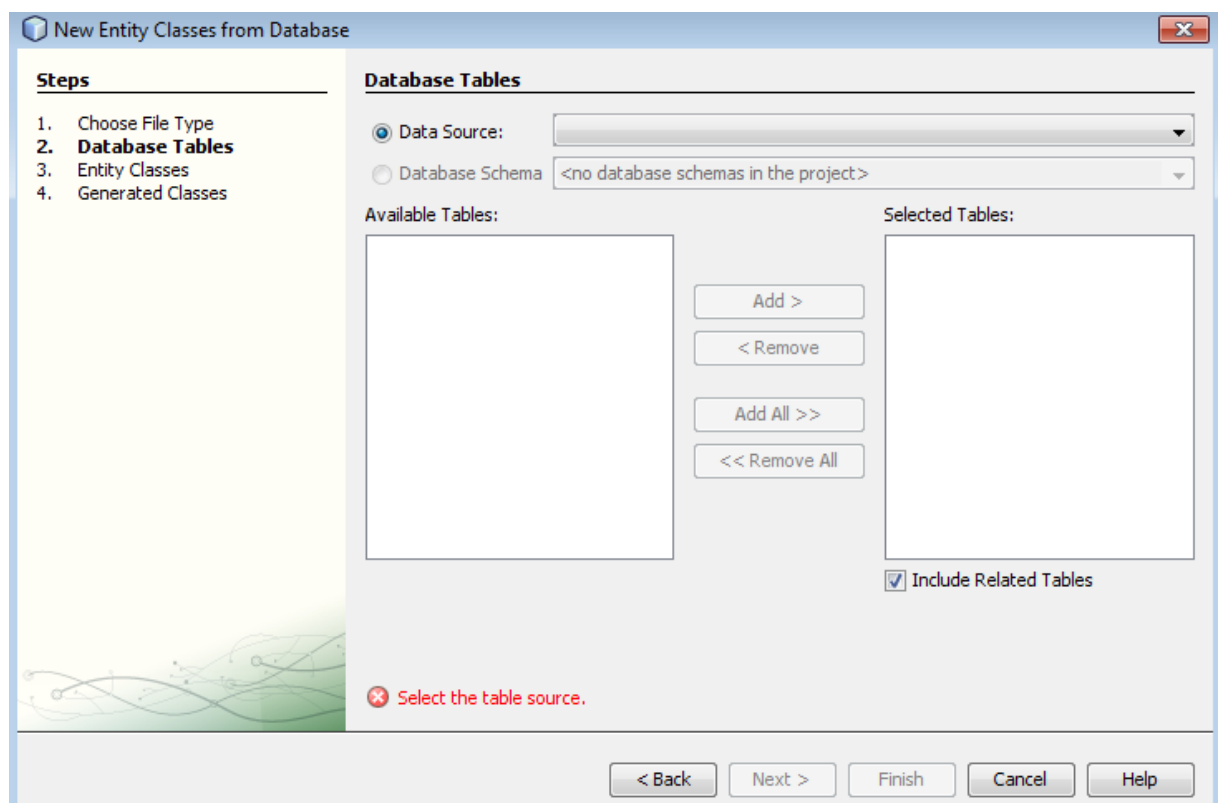 New Entity Classes from Database
Steps
1. Choose File Type
2. Database Tables
3. Entity Classes
4. Generated Classes
Database Tables
Data Source:
Database Schema <no database schemas in the project>
Available Tables:
Selected Tables:
Add >
< Remove
Add All >>
<< Remove All
Include Related Tables
Select the table source.
< Back Next > Finish Cancel Help